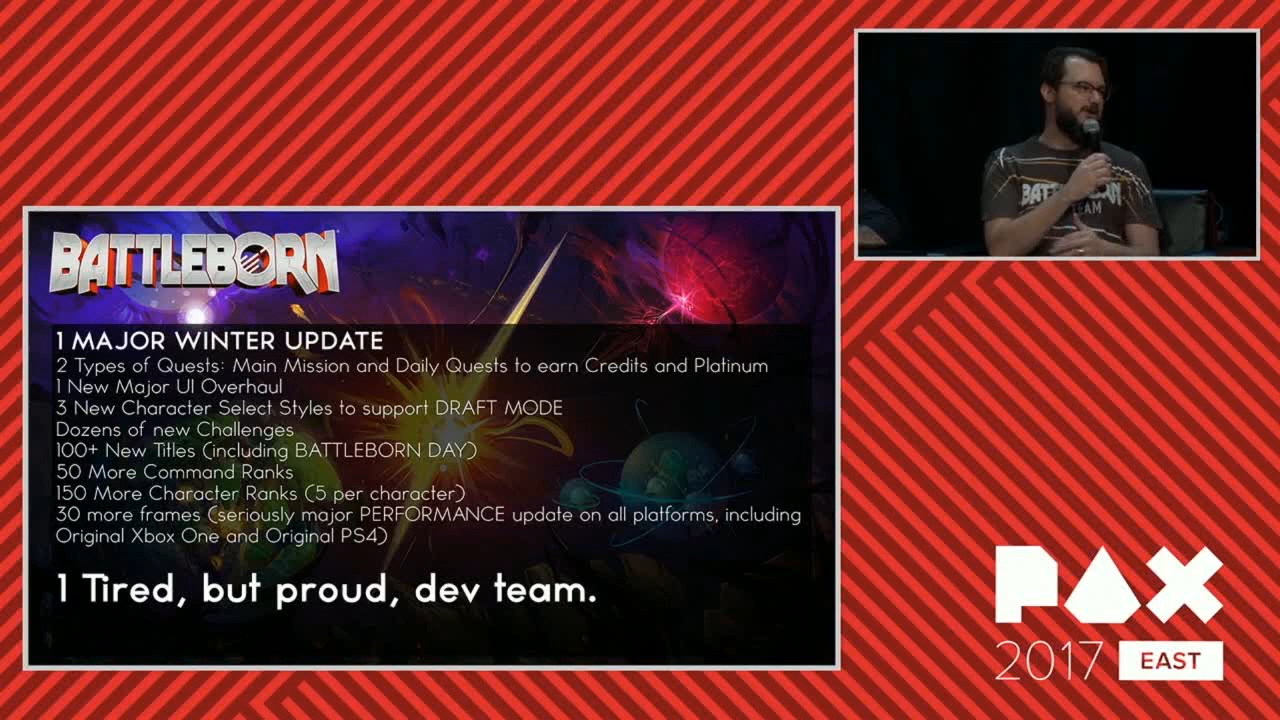 BATTLEBORN
1 MAJOR WINTER UPDATE
2 Types of Quests: Main Mission and Daily Quests to earn Credits and Platinum
1 New Major UI Overhaul
3 New Character Select Styles to support DRAFT MODE
Dozens of new Challenges
100+ New Titles (including BATTLEBORN DAY)
50 More Command Ranks
150 More Character Ranks (5 per character)
30 more frames (seriously major PERFORMANCE update on all platforms, including
Original Xbox One and Original PS4)
1 Tired, but proud, dev team.
BATTLEBORN
TEAM
PAX
2017 EAST